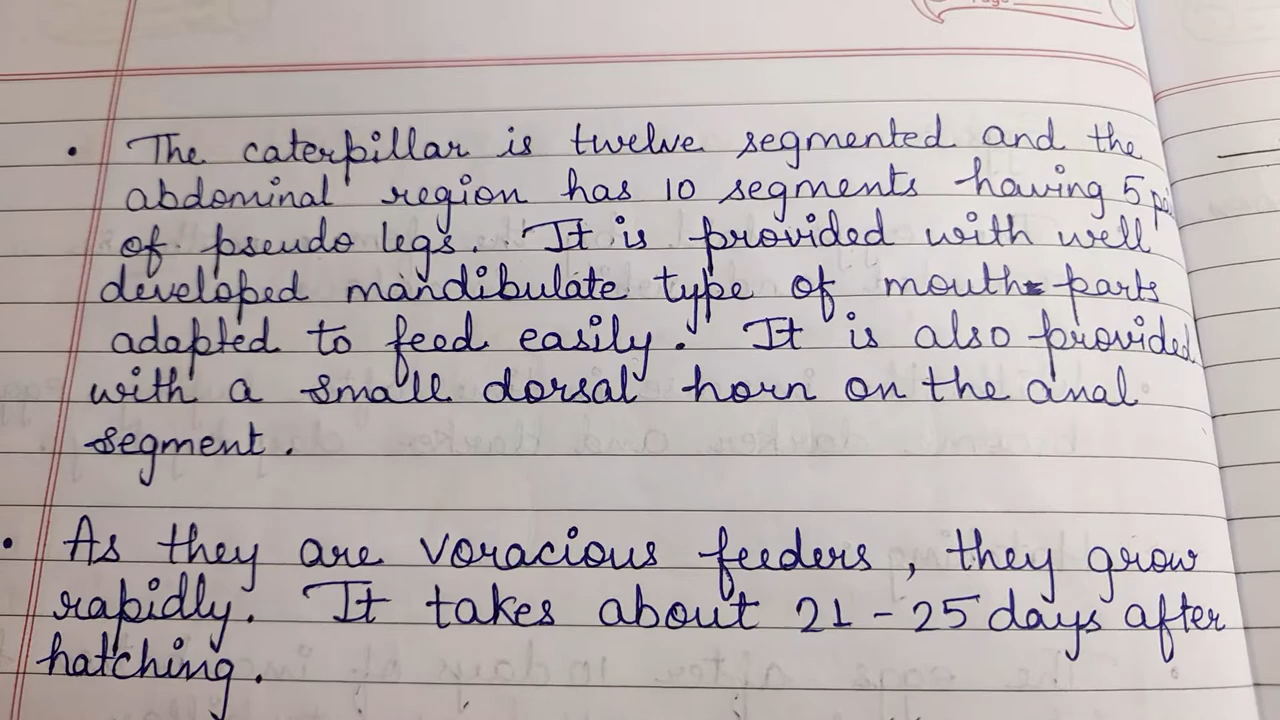 • The caterpillar is twelve segmented and the
abdominal region has 10 segments having 5
of pseudo legs. It is provided with well
developed mandibulate type of mouth parts
adapted to feed easily. It is also provided
with a small dorsal horn on the anal
segment.
• As they are voracious feeders, they grow
rapidly. It takes about 21-25 days after
hatching.